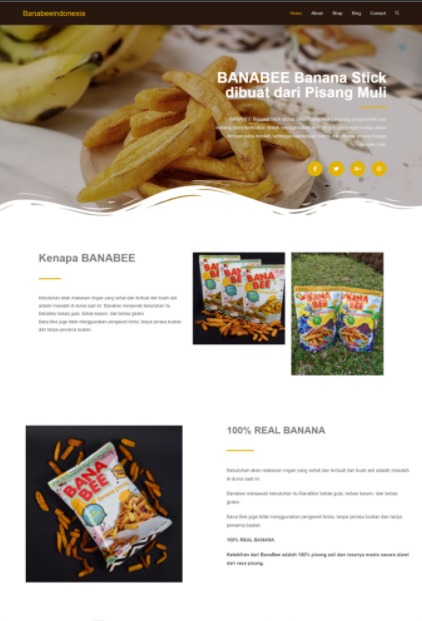 Banabeeindonesia
Home About Shop Blog Contact
BANABEE Banana Stick
dibuat dari Pisang Muli
Kenapa BANABEE
Kebutuhan akan makanan ringan yang sehat dan terbuat dari buah asli
adalah masalah di dunia saat ini. Banabee menjawab kebutuhan itu.
BanaBee bebas gula, bebas kasein, dan bebas
gluten.
Bana Bee juga tidak menggunakan pengawet kimia, tanpa perasa buatan
dan tanpa pewarna buatan.
BANA
BEE
BANA
BEE
BANA
BEE
100% REAL BANANA
Kebutuhan akan makanan ringan yang sehat dan terbuat dari buah asli adalah masalah
di dunia saat ini.
Banabee menjawab kebutuhan itu BanaBee bebas gula, bebas kasein, dan bebas
gluten.
Bana Bee juga tidak menggunakan pengawet kimia, tanpa perasa buatan dan tanpa
pewarna buatan.
100% REAL BANANA
Kelebihan dari BanaBee adalah 100% pisang asli dan rasanya manis secara alami
dari rasa pisang.
BANA
BEE